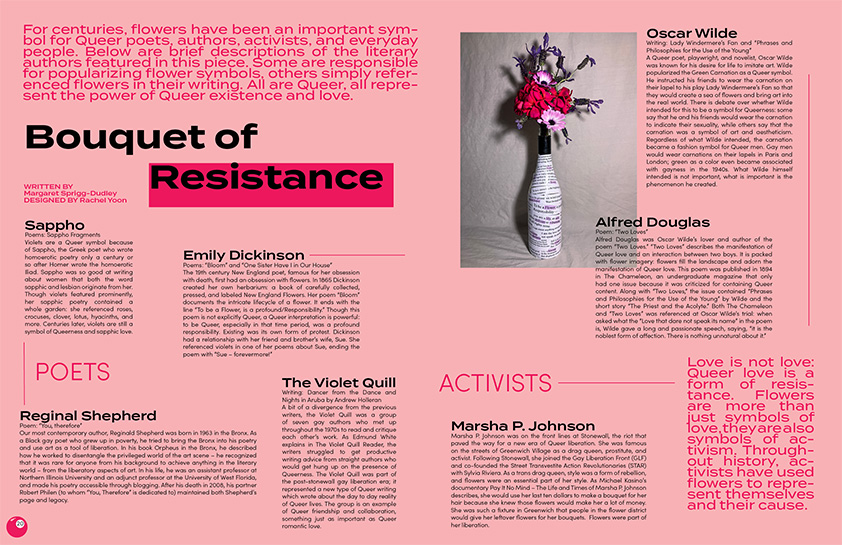 For centuries, flowers have been an important sym-
bol for Queer poets, authors, activists, and everyday
people. Below are brief descriptions of the literary
authors featured in this piece. Some are responsible
for popularizing flower symbols, others simply refer-
enced flowers in their writing. All are Queer, all repre-
sent the power of Queer existence and love.
Bouquet of
Resistance
WRITTEN BY
Margaret Sprigg-Dudley
DESIGNED BY Rachel Yoon
Sappho
Poems: Sappho Fragments
Violets are a Queer symbol because
of Sappho, the Greek poet who wrote
homoerotic poetry only a century or
so after Homer wrote the homoerotic
Iliad. Sappho was so good at writing
about women that both the word
sapphic and lesbian originate from her.
Though violets featured prominently,
her sapphic poetry contained a
whole garden: she referenced roses,
crocuses, clover, lotus, hyacinths, and
more. Centuries later, violets are still a
symbol of Queerness and sapphic love.
Emily Dickinson
Poems: "Bloom" and "One Sister Have I in Our House"
The 19th century New England poet, famous for her obsession
with death, first had an obsession with flowers. In 1865 Dickinson
created her own herbarium: a book of carefully collected,
pressed, and labeled New England Flowers. Her poem "Bloom"
documents the intricate lifecycle of a flower. It ends with the
line "To be a Flower, is a profound/Responsibility." Though this
poem is not explicitly Queer, a Queer interpretation is powerful:
to be Queer, especially in that time period, was a profound
responsibility. Existing was its own form of protest. Dickinson
had a relationship with her friend and brother's wife, Sue. She
referenced violets in one of her poems about Sue, ending the
poem with "Sue – forevermore!"
POETS
Reginal Shepherd
Poem: "You, therefore"
Our most contemporary author, Reginald Shepherd was born in 1963 in the Bronx. As
a Black gay poet who grew up in poverty, he tried to bring the Bronx into his poetry
and use art as a tool of liberation. In his book Orpheus in the Bronx, he described
how he worked to disentangle the privileged world of the art scene – he recognized
that it was rare for anyone from his background to achieve anything in the literary
world – from the liberatory aspects of art. In his life, he was an assistant professor at
Northern Illinois University and an adjunct professor at the University of West Florida,
and made his poetry accessible through blogging. After his death in 2008, his partner
Robert Philen (to whom "You, Therefore" is dedicated to) maintained both Shepherd's
page and legacy.
20
The Violet Quill
Writing: Dancer from the Dance and
Nights in Aruba by Andrew Holleran
A bit of a divergence from the previous
writers, the Violet Quill was a group
of seven gay authors who met up
throughout the 1970s to read and critique
each other's work. As Edmund White
explains in The Violet Quill Reader, the
writers struggled to get productive
writing advice from straight authors who
would get hung up on the presence of
Queerness. The Violet Quill was part of
the post-stonewall gay liberation era; it
represented a new type of Queer writing
which wrote about the day to day reality
of Queer lives. The group is an example
of Queer friendship and collaboration,
something just as important as Queer
romantic love.
Oscar Wilde
Writing: Lady Windermere's Fan and "Phrases and
Philosophies for the Use of the Young"
A Queer poet, playwright, and novelist, Oscar Wilde
was known for his desire for life to imitate art. Wilde
popularized the Green Carnation as a Queer symbol.
He instructed his friends to wear the carnation on
their lapel to his play Lady Windermere's Fan so that
they would create a sea of flowers and bring art into
the real world. There is debate over whether Wilde
intended for this to be a symbol for Queerness: some
say that he and his friends would wear the carnation
to indicate their sexuality, while others say that the
carnation was a symbol of art and aestheticism.
Regardless of what Wilde intended, the carnation
became a fashion symbol for Queer men. Gay men
would wear carnations on their lapels in Paris and
London; green as a color even became associated
with gayness in the 1940s. What Wilde himself
intended is not important, what is important is the
phenomenon he created.
Alfred Douglas
Poem: "Two Loves"
Alfred Douglas was Oscar Wilde's lover and author of the
poem "Two Loves." "Two Loves" describes the manifestation of
Queer love and an interaction between two boys. It is packed
with flower imagery: flowers fill the landscape and adorn the
manifestation of Queer love. This poem was published in 1894
in The Chameleon, an undergraduate magazine that only
had one issue because it was criticized for containing Queer
content. Along with "Two Loves," the issue contained "Phrases
and Philosophies for the Use of the Young" by Wilde and the
short story "The Priest and the Acolyte." Both The Chameleon
and "Two Loves" was referenced at Oscar Wilde's trial: when
asked what the "Love that dare not speak its name" in the poem
is, Wilde gave a long and passionate speech, saying, "it is the
noblest form of affection. There is nothing unnatural about it."
ACTIVISTS
Marsha P. Johnson
Marsha P. Johnson was on the front lines at Stonewall, the riot that
paved the way for a new era of Queer liberation. She was famous
on the streets of Greenwich Village as a drag queen, prostitute, and
activist. Following Stonewall, she joined the Gay Liberation Front (GLF)
and co-founded the Street Transvestite Action Revolutionaries (STAR)
with Sylvia Riviera. As a trans drag queen, style was a form of rebellion,
and flowers were an essential part of her style. As Michael Kasino's
documentary Pay It No Mind – The Life and Times of Marsha P Johnson
describes, she would use her last ten dollars to make a bouquet for her
hair because she knew those flowers would make her a lot of money.
She was such a fixture in Greenwich that people in the flower district
would give her leftover flowers for her bouquets. Flowers were part of
her liberation.
Love is not love:
Queer love is a
form of resis-
tance. Flowers
are more than
just symbols of
love, they are also
symbols of ac-
tivism. Through-
out history, ac-
tivists have used
flowers to repre-
sent themselves
and their cause.